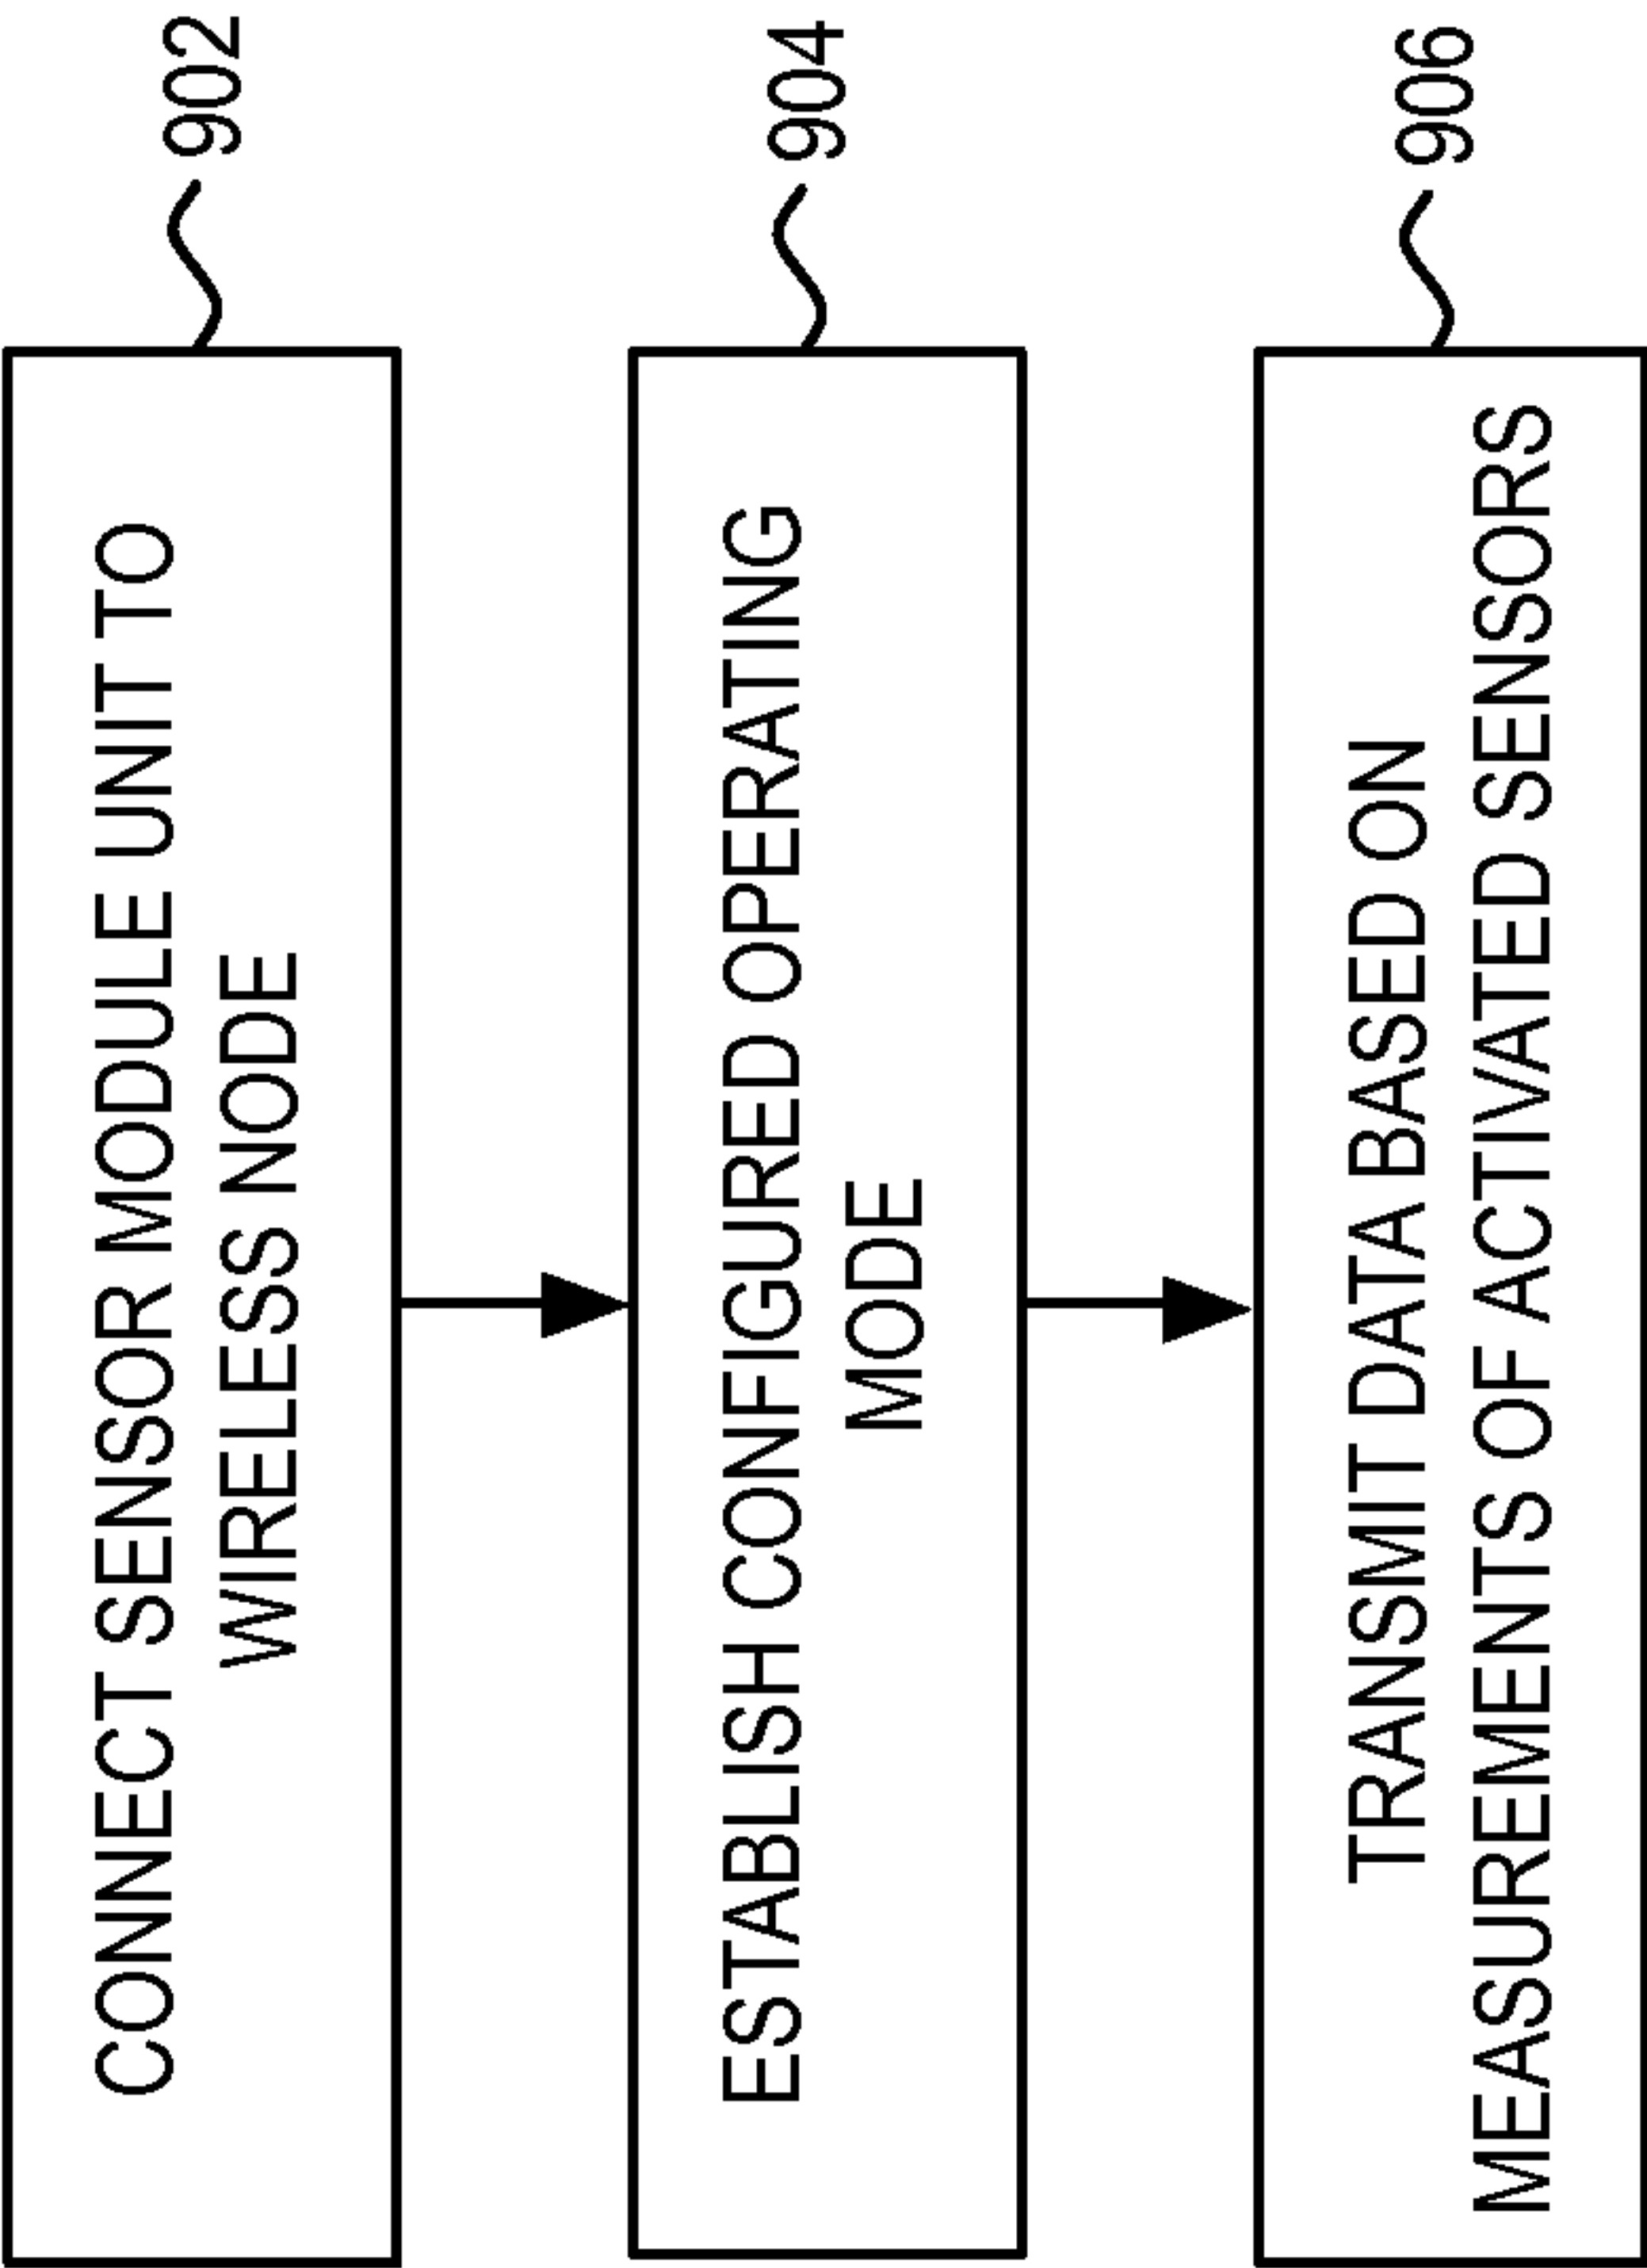 CONNECT SENSOR MODULE UNIT TO
WIRELESS NODE
902
ESTABLISH CONFIGURED OPERATING
MODE
904
TRANSMIT DATA BASED ON
MEASUREMENTS OF ACTIVATED SENSORS
906